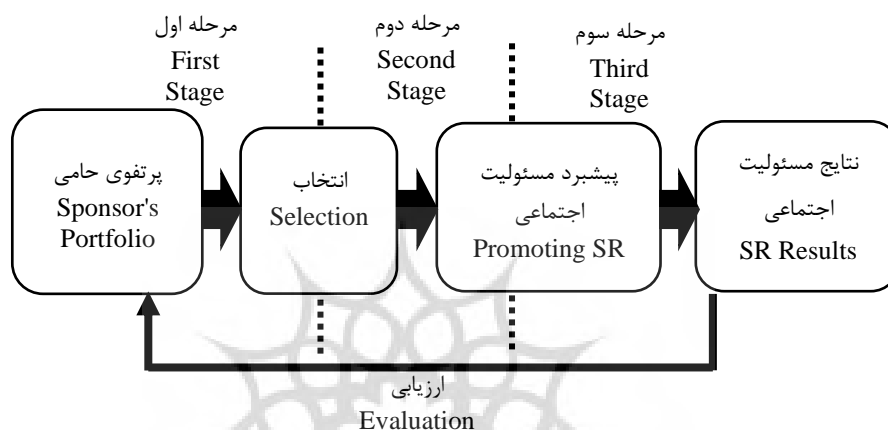 مرحله اول
First
Stage
مرحله دوم
Second
Stage
مرحله سوم
Third
Stage
پرتفوی حامی
Sponsor's
Portfolio
انتخاب
Selection
پیشبرد مسئولیت
اجتماعی
Promoting SR
نتایج مسئولیت
اجتماعی
SR Results
ارزیابی
Evaluation